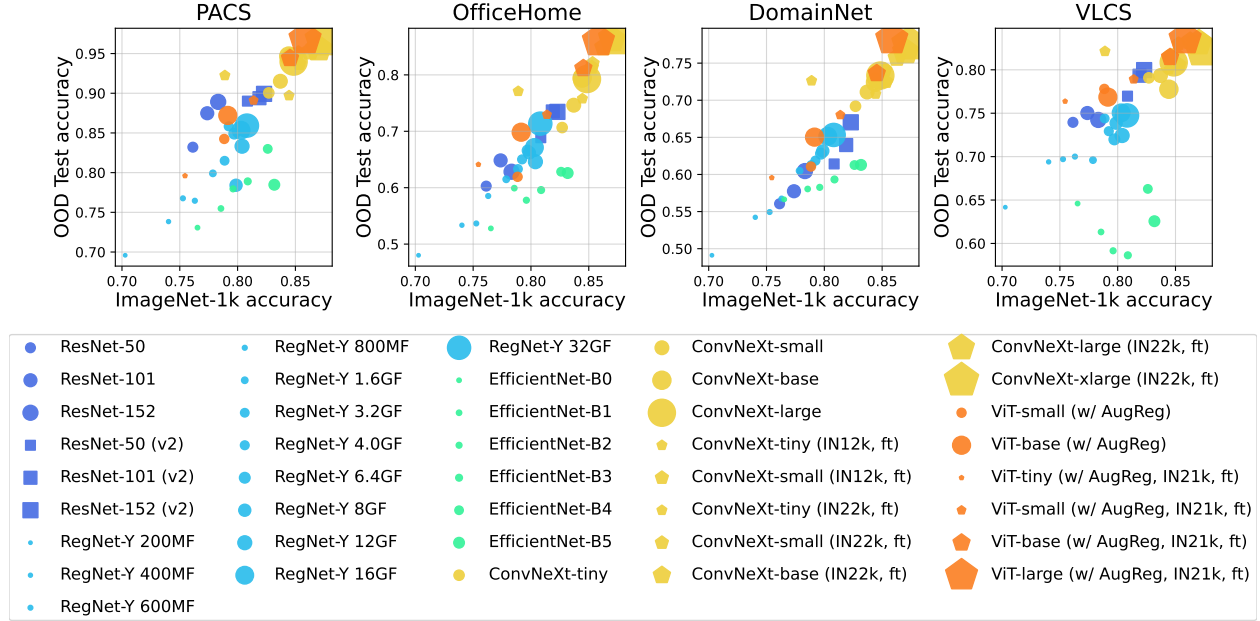 PACS
OfficeHome
DomainNet
VLCS
OOD Test accuracy
0.95
0.90
0.85
0.80
0.75
0.70
0.70 0.75 0.80 0.85
ImageNet-1k accuracy
OOD Test accuracy
0.8
0.7
0.6
0.5
0.70 0.75 0.80 0.85
ImageNet-1k accuracy
OOD Test accuracy
0.75
0.70
0.65
0.60
0.55
0.50
0.70 0.75 0.80 0.85
ImageNet-1k accuracy
OOD Test accuracy
0.80
0.75
0.70
0.65
0.60
0.70 0.75 0.80 0.85
ImageNet-1k accuracy
ResNet-50
ResNet-101
ResNet-152
ResNet-50 (v2)
ResNet-101 (v2)
ResNet-152 (v2)
RegNet-Y 200MF
RegNet-Y 400MF
RegNet-Y 600MF
RegNet-Y 800MF
RegNet-Y 1.6GF
RegNet-Y 3.2GF
RegNet-Y 4.0GF
RegNet-Y 6.4GF
RegNet-Y 8GF
RegNet-Y 12GF
RegNet-Y 16GF
RegNet-Y 32GF
EfficientNet-B0
EfficientNet-B1
EfficientNet-B2
EfficientNet-B3
EfficientNet-B4
EfficientNet-B5
ConvNeXt-tiny
ConvNeXt-small
ConvNeXt-base
ConvNeXt-large
ConvNeXt-tiny (IN12k, ft)
ConvNeXt-small (IN12k, ft)
ConvNeXt-tiny (IN22k, ft)
ConvNeXt-small (IN22k, ft)
ConvNeXt-base (IN22k, ft)
ConvNeXt-large (IN22k, ft)
ConvNeXt-xlarge (IN22k, ft)
ViT-small (w/ AugReg)
ViT-base (w/ AugReg)
ViT-tiny (w/ AugReg, IN21k, ft)
ViT-small (w/ AugReg, IN21k, ft)
ViT-base (w/ AugReg, IN21k, ft)
ViT-large (w/ AugReg, IN21k, ft)